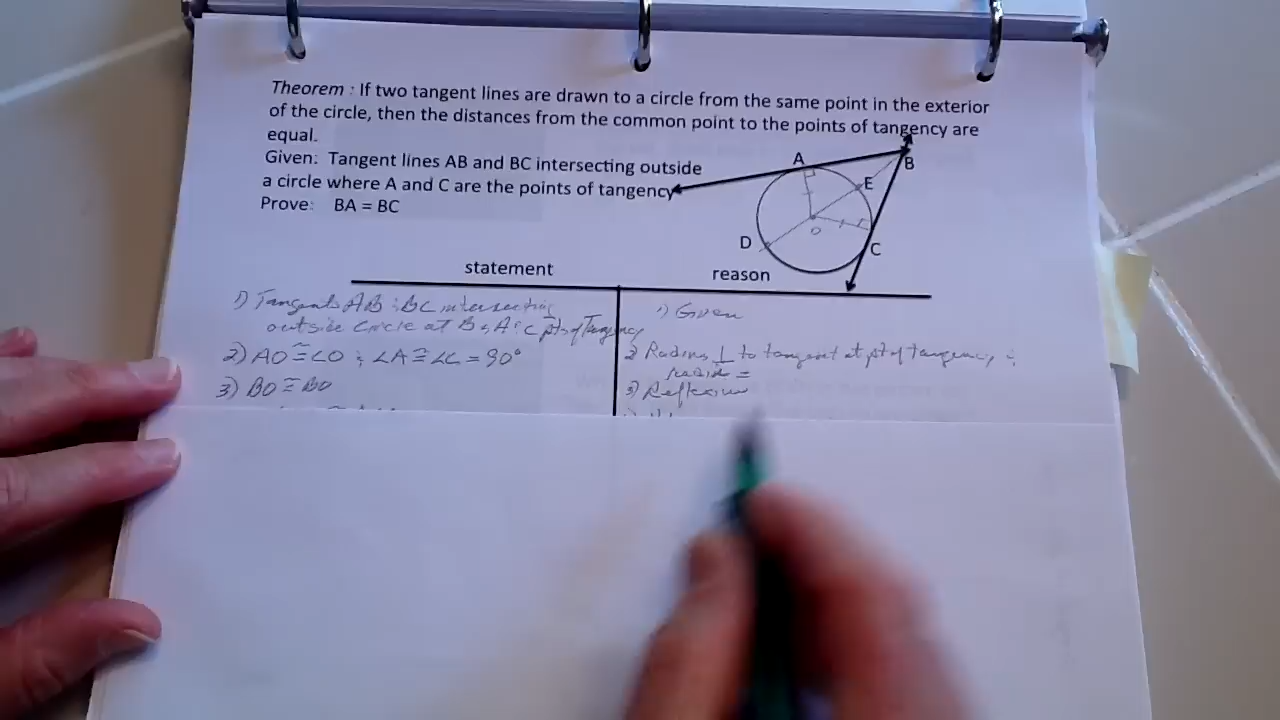 Theorem : If two tangent lines are drawn to a circle from the same point in the exterior
of the circle, then the distances from the common point to the points of tangency are
equal.
Given: Tangent lines AB and BC intersecting outside
a circle where A and C are the points of tangency
Prove: BA = BC
A
B
E
O
D
C
statement
reason
1) Tangents AB & BC intersecting
outside circle at B & A & C pts of Tangency
2) AO ≅ CO ; ∠A ≅ ∠C = 90°
3) BO ≅ BO
1) Given
2) Radius ⊥ to tangent at pt of tangency ;
radii =
3) Reflexive